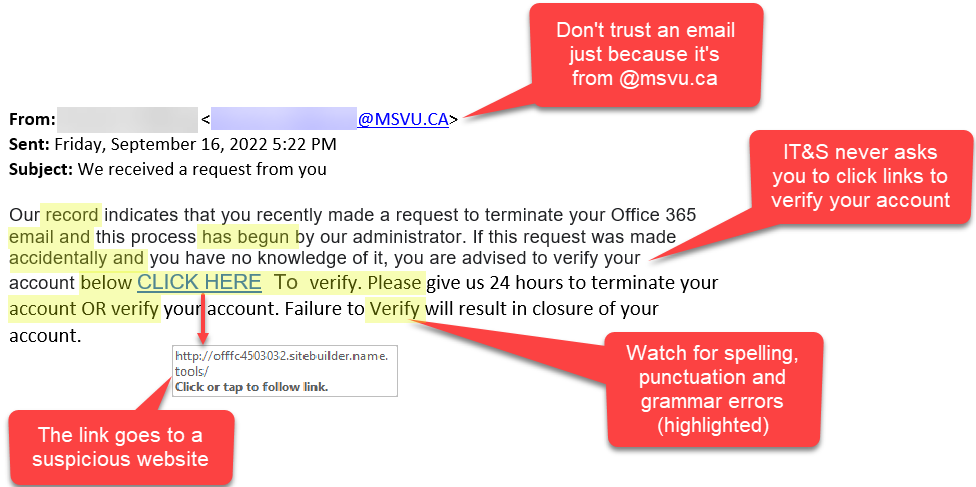 Don't trust an email
just because it's
from @msvu.ca
From: < @MSVU.CA>
Sent: Friday, September 16, 2022 5:22 PM
Subject: We received a request from you
IT&S never asks
you to click links to
verify your account
Our record indicates that you recently made a request to terminate your Office 365
email and this process has begun by our administrator. If this request was made
accidentally and you have no knowledge of it, you are advised to verify your
account below CLICK HERE To verify. Please give us 24 hours to terminate your
account OR verify your account. Failure to Verify will result in closure of your
account.
http://offfc4503032.sitebuilder.name.
tools/
Click or tap to follow link.
Watch for spelling,
punctuation and
grammar errors
(highlighted)
The link goes to a
suspicious website